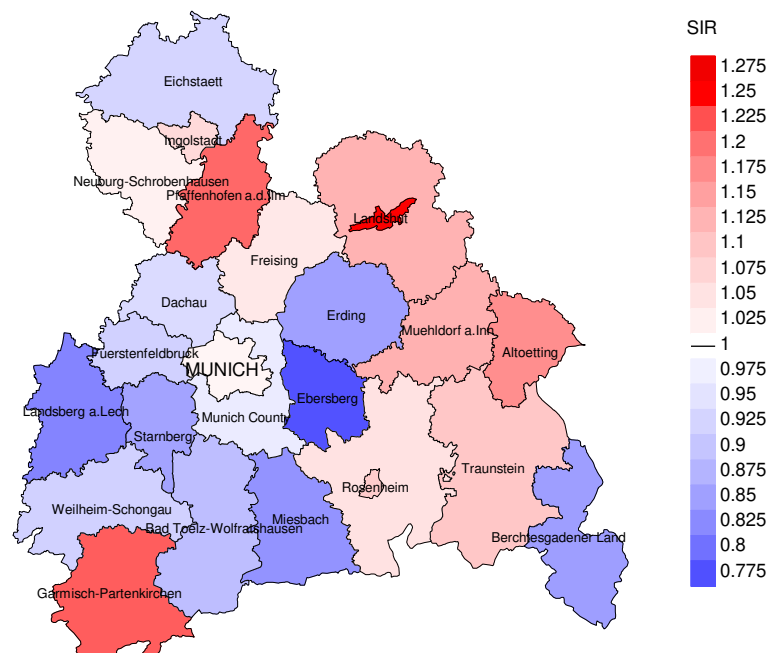 SIR
1.275
1.25
1.225
1.2
1.175
1.15
1.125
1.1
1.075
1.05
1.025
1
0.975
0.95
0.925
0.9
0.875
0.85
0.825
0.8
0.775
Eichstaett
Ingolstadt
Neuburg-Schrobenhausen
Pfaffenhofen a.d.Ilm
Landshut
Freising
Dachau
Erding
Muehldorf a.Inn
Fuerstenfeldbruck
Altoetting
MUNICH
Ebersberg
Landsberg a.Lech
Munich County
Starnberg
Traunstein
Rosenheim
Weilheim-Schongau
Miesbach
Bad Toelz-Wolfratshausen
Berchtesgadener Land
Garmisch-Partenkirchen